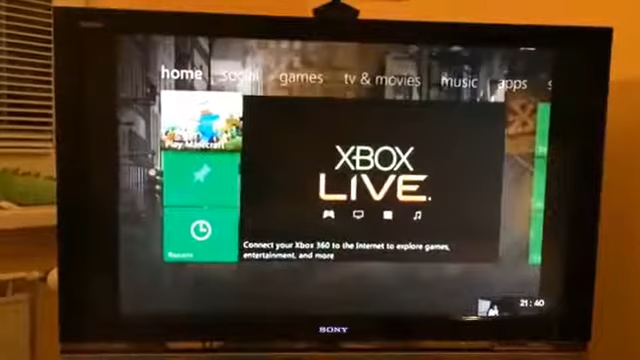 home social games tv & movies music apps s
Play Minecraft
XBOX
LIVE.
Recent
Connect your Xbox 360 to the Internet to explore games,
entertainment, and more
21:40
SONY